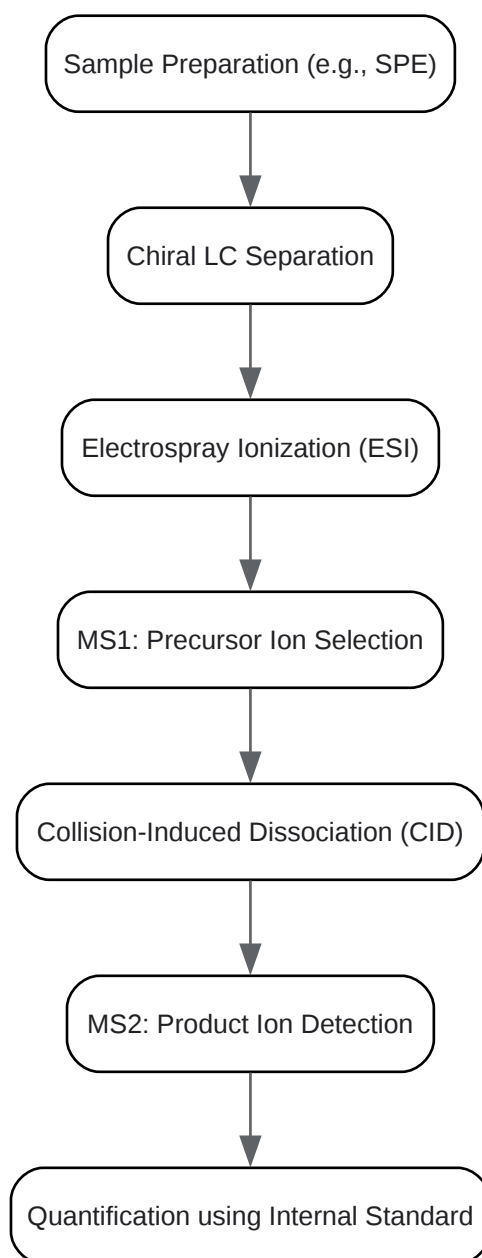 Sample Preparation (e.g., SPE)
Chiral LC Separation
Electrospray Ionization (ESI)
MS1: Precursor Ion Selection
Collision-Induced Dissociation (CID)
MS2: Product Ion Detection
Quantification using Internal Standard